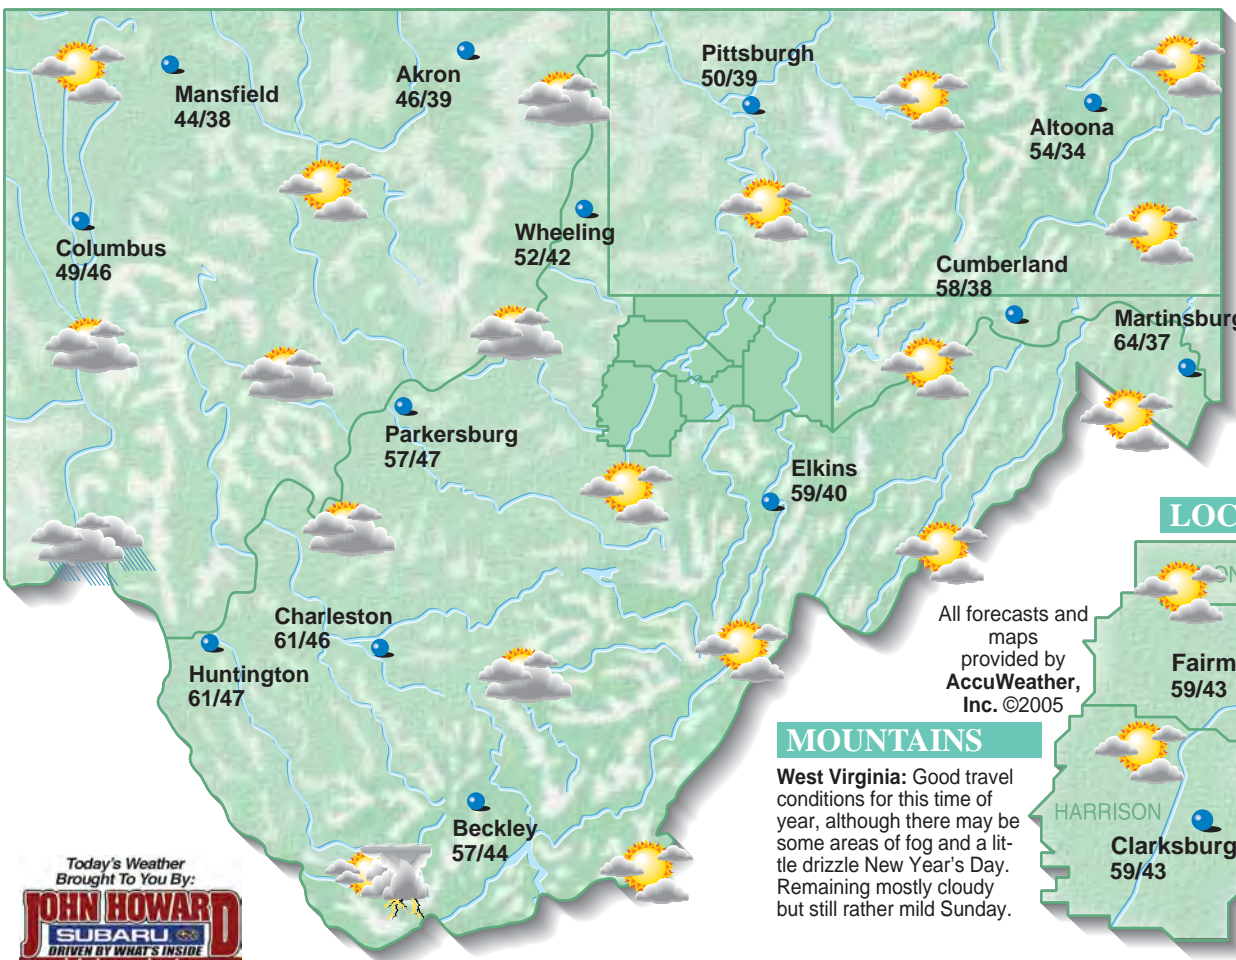 Pittsburgh
50/39
Akron
46/39
Mansfield
44/38
Altoona
54/34
Columbus
49/46
Wheeling
52/42
Cumberland
58/38
Martinsburg
64/37
Parkersburg
57/47
Elkins
59/40
LOC
Charleston
61/46
Huntington
61/47
All forecasts and
maps
provided by
AccuWeather,
Inc. ©2005
Fairm
59/43
MOUNTAINS
West Virginia: Good travel
conditions for this time of
year, although there may be
some areas of fog and a lit-
tle drizzle New Year's Day.
Remaining mostly cloudy
but still rather mild Sunday.
HARRISON
Clarksburg
59/43
Beckley
57/44
Today's Weather
Brought To You By:
JOHN HOWARD
SUBARU
DRIVEN BY WHAT'S INSIDE